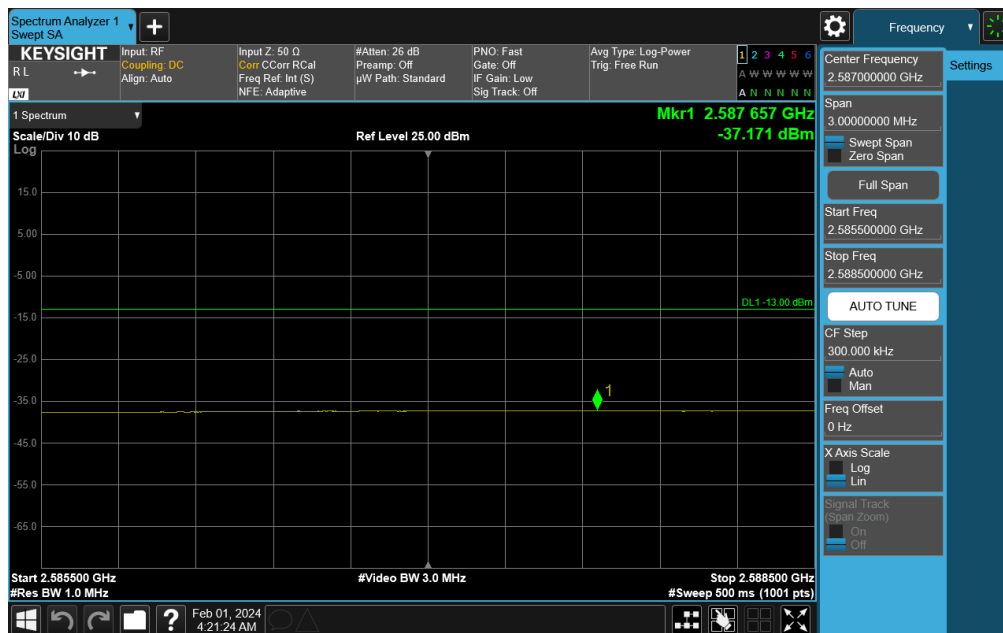 Spectrum Analyzer 1
Swept SA
Frequency
KEYSIGHT
R L
LXI
Input: RF
Coupling: DC
Align: Auto
Input Z: 50 Ω
Corr CCorr RCal
Freq Ref: Int (S)
NFE: Adaptive
#Atten: 26 dB
Preamp: Off
µW Path: Standard
PNO: Fast
Gate: Off
IF Gain: Low
Sig Track: Off
Avg Type: Log-Power
Trig: Free Run
1 2 3 4 5 6
A W W W W W
A N N N N N
1 Spectrum
Scale/Div 10 dB
Log
Ref Level 25.00 dBm
Mkr1 2.587 657 GHz
-37.171 dBm
15.0
5.00
-5.00
DL1 -13.00 dBm
-15.0
-25.0
-35.0
1
-45.0
-55.0
-65.0
Start 2.585500 GHz
#Res BW 1.0 MHz
#Video BW 3.0 MHz
Stop 2.588500 GHz
#Sweep 500 ms (1001 pts)
Feb 01, 2024
4:21:24 AM
Center Frequency
2.587000000 GHz
Settings
Span
3.00000000 MHz
Swept Span
Zero Span
Full Span
Start Freq
2.585500000 GHz
Stop Freq
2.588500000 GHz
AUTO TUNE
CF Step
300.000 kHz
Auto
Man
Freq Offset
0 Hz
X Axis Scale
Log
Lin
Signal Track
(Span Zoom)
On
Off